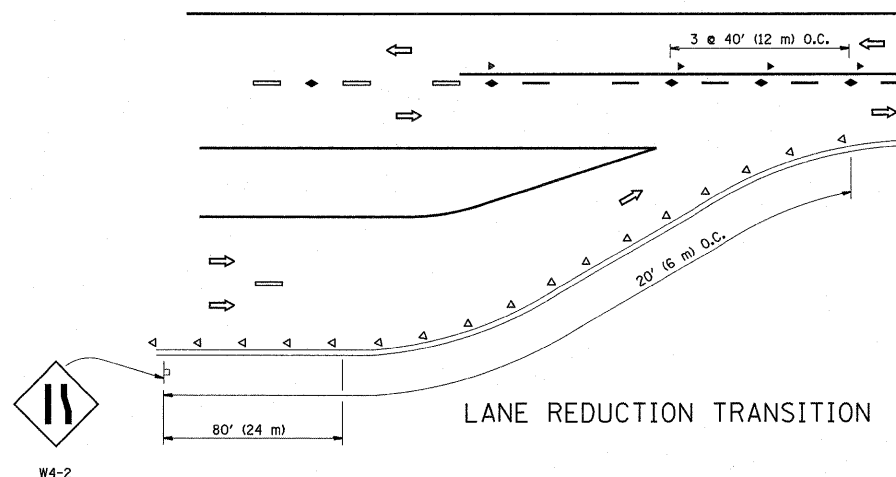 3 @ 40' (12 m) O.C.
20' (6 m) O.C.
80' (24 m)
LANE REDUCTION TRANSITION
W4-2